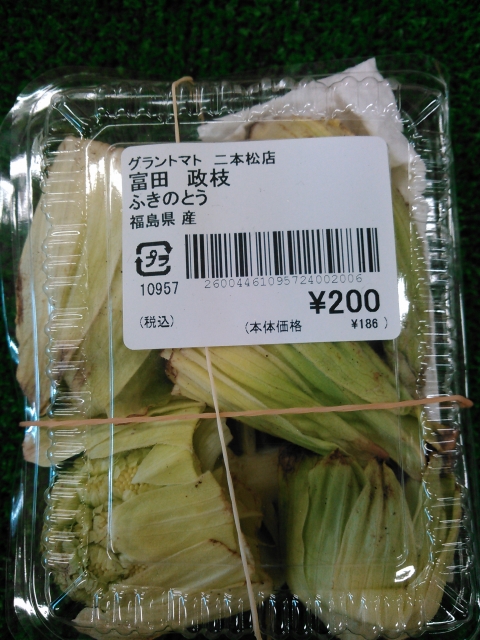 グラントマト 二本松店
富田 政枝
ふきのとう
福島県 産
プラ
10957
26004461095724002006
¥200
(税込)
(本体価格 ¥186 )